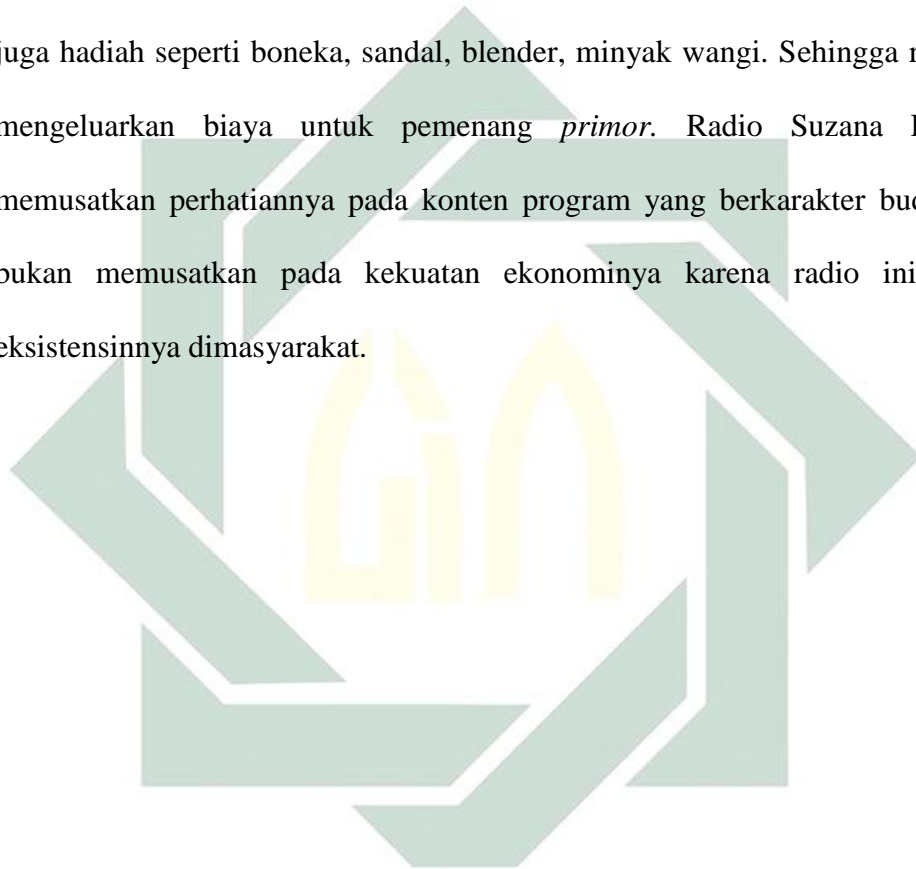 juga hadiah seperti boneka, sandal, blender, minyak wangi. Sehingga
mengeluarkan biaya untuk pemenang primor. Radio Suzana
memusatkan perhatiannya pada konten program yang berkarakter
bukan memusatkan pada kekuatan ekonominya karena radio ini
eksistensinnya dimasyarakat.